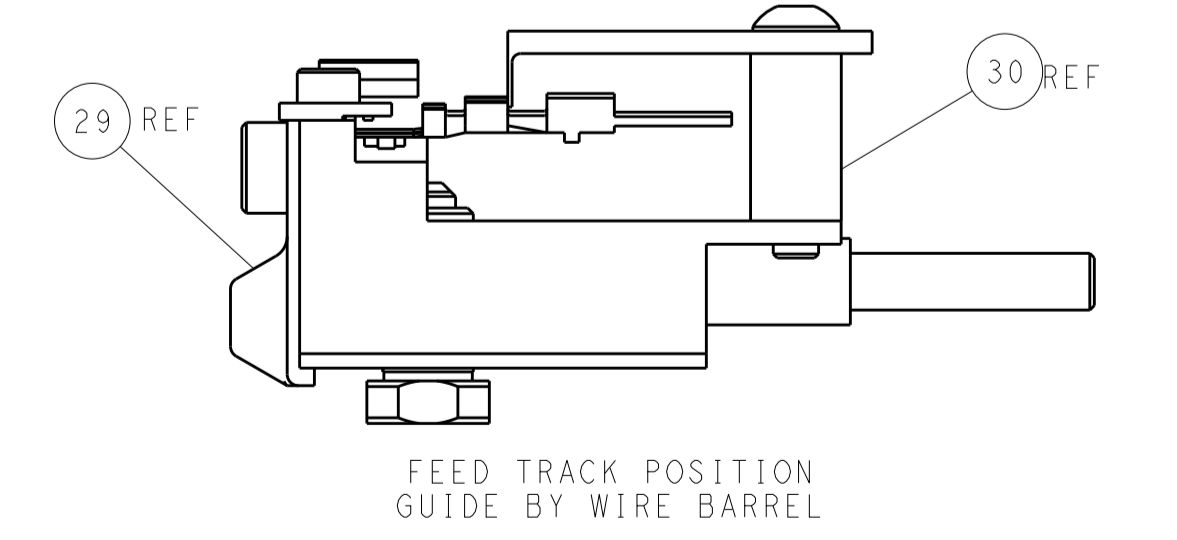 30 REF
29 REF
FEED TRACK POSITION
GUIDE BY WIRE BARREL